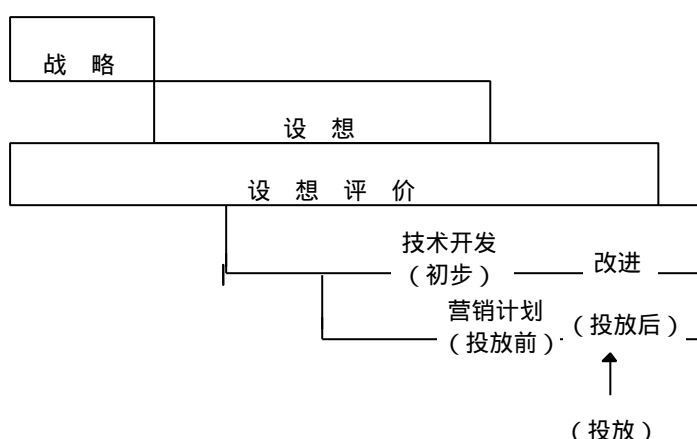 战 略
设 想
设 想 评 价
技术开发
（初步） 改进
营销计划
（投放前） （投放后）
（投放）